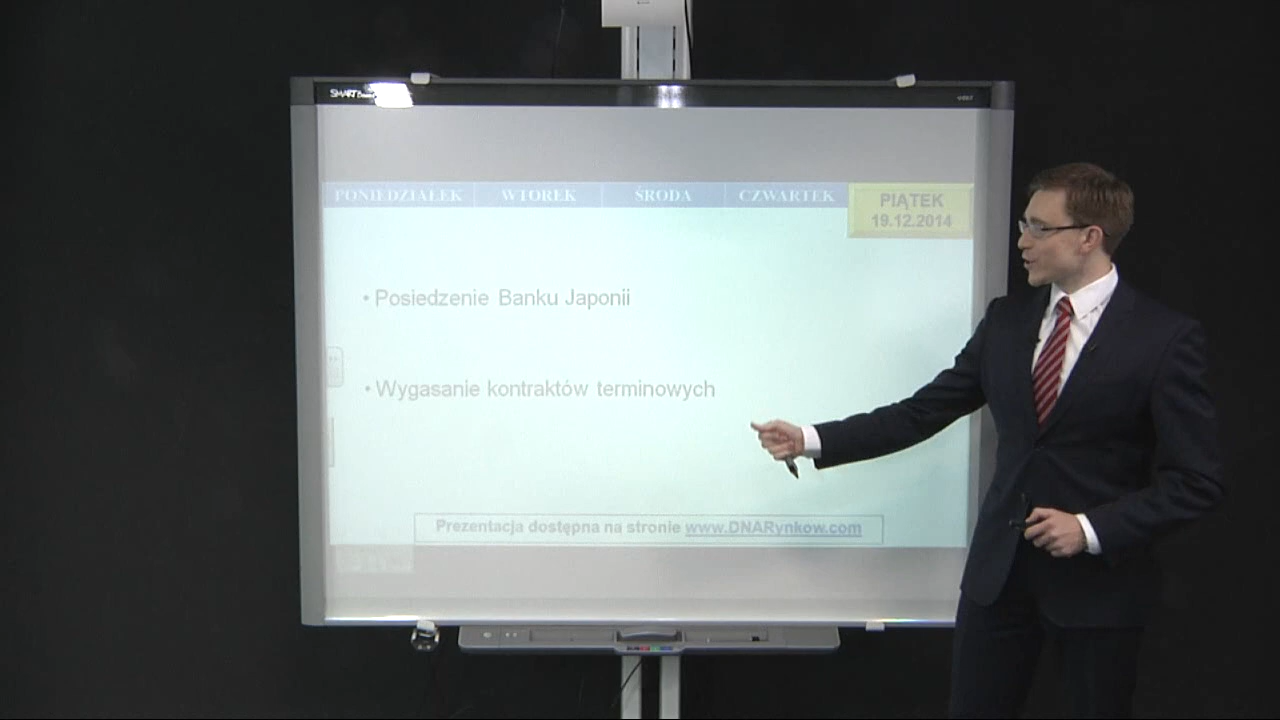 SMART
PONIEDZIAŁEK WTOREK ŚRODA CZWARTEK PIĄTEK
19.12.2014
• Posiedzenie Banku Japonii
• Wygasanie kontraktów terminowych
Prezentacja dostępna na stronie www.DNARynkow.com